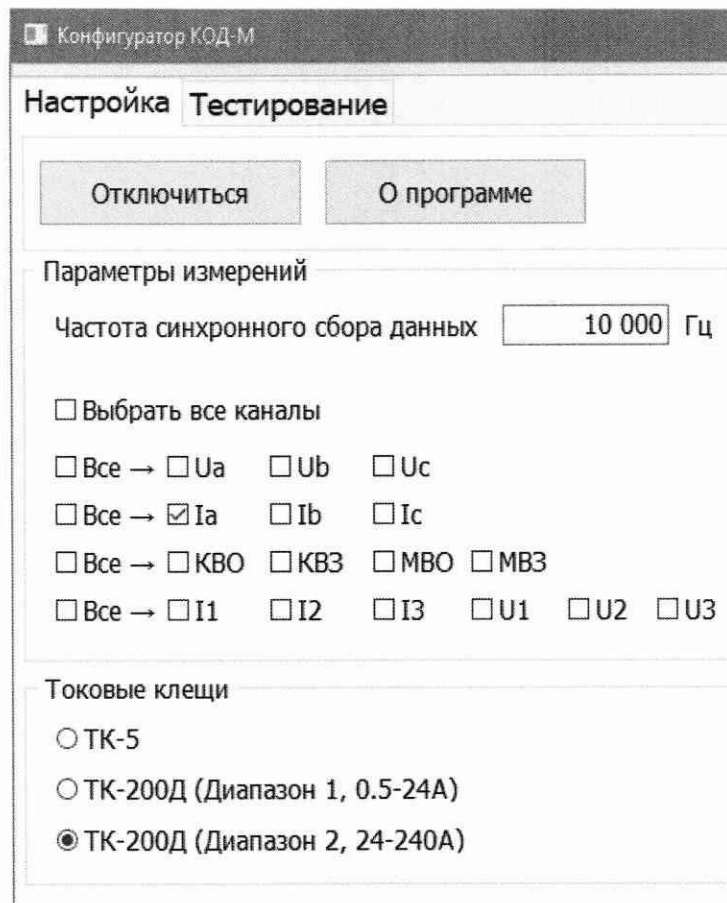 Конфигуратор КОД-М
Настройка Тестирование
Отключиться О программе
Параметры измерений
Частота синхронного сбора данных 10 000 Гц
Выбрать все каналы
Все → Ua Ub Uc
Все → Ia Ib Ic
Все → КВО КВЗ МВО МВЗ
Все → I1 I2 I3 U1 U2 U3
Токовые клещи
ТК-5
ТК-200Д (Диапазон 1, 0.5-24А)
ТК-200Д (Диапазон 2, 24-240А)